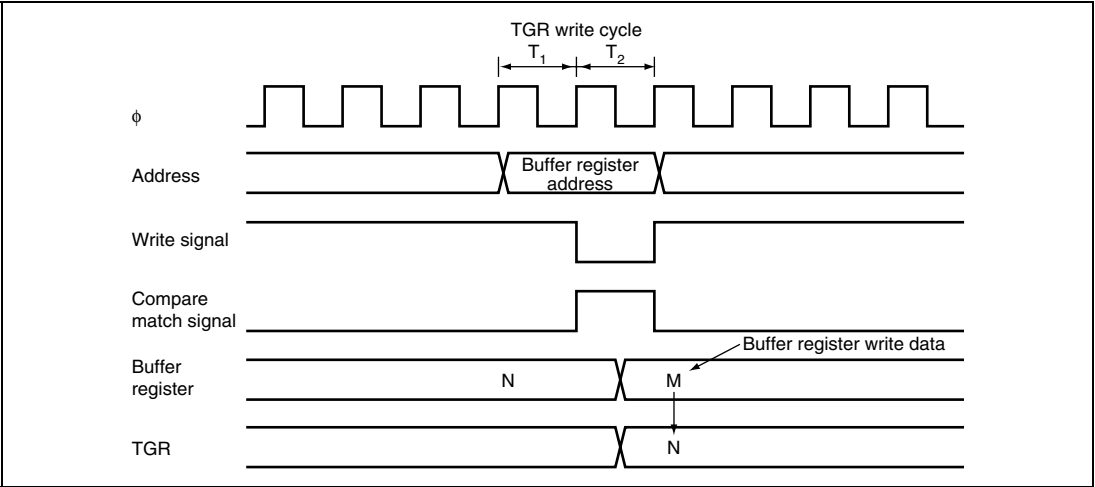 TGR write cycle
T1 T2
φ
Address
Buffer register
address
Write signal
Compare
match signal
Buffer register write data
Buffer
register
N M
TGR
N